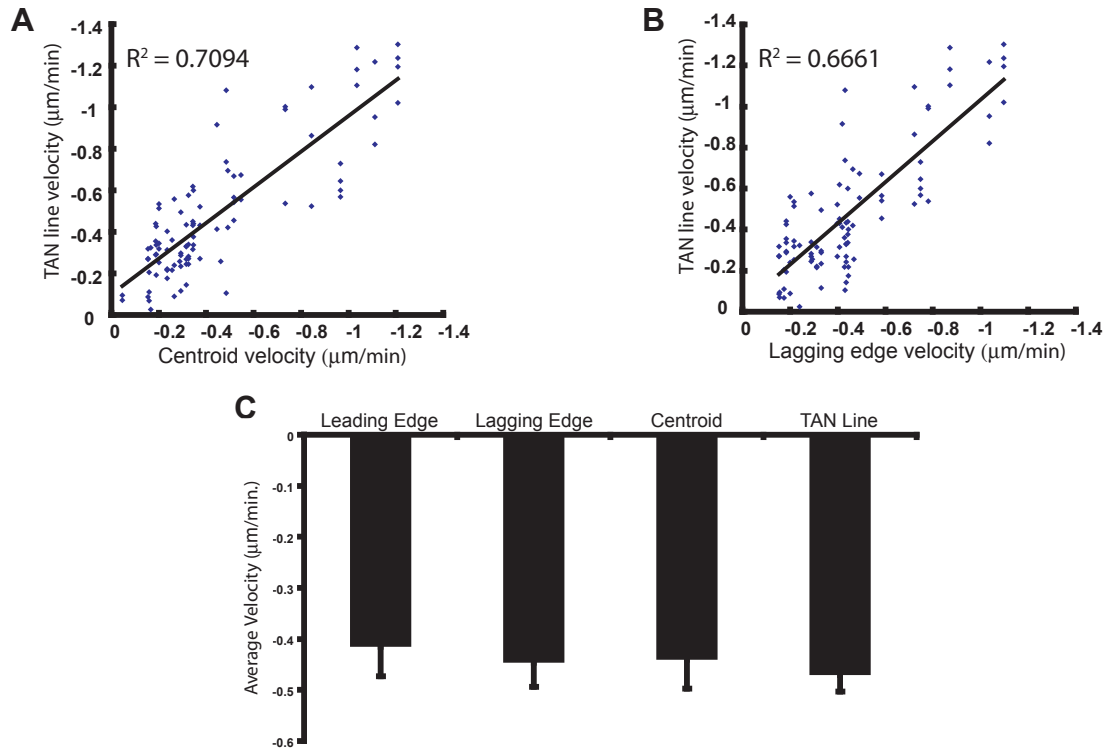 A
TAN line velocity (μm/min)
-1.4
-1.2
-1
-0.8
-0.6
-0.4
-0.2
0
R² = 0.7094
0 -0.2 -0.4 -0.6 -0.8 -1 -1.2 -1.4
Centroid velocity (μm/min)
B
TAN line velocity (μm/min)
-1.4
-1.2
-1
-0.8
-0.6
-0.4
-0.2
0
R² = 0.6661
0 -0.2 -0.4 -0.6 -0.8 -1 -1.2 -1.4
Lagging edge velocity (μm/min)
C
Leading Edge Lagging Edge Centroid TAN Line
Average Velocity (μm/min.)
0
-0.1
-0.2
-0.3
-0.4
-0.5
-0.6